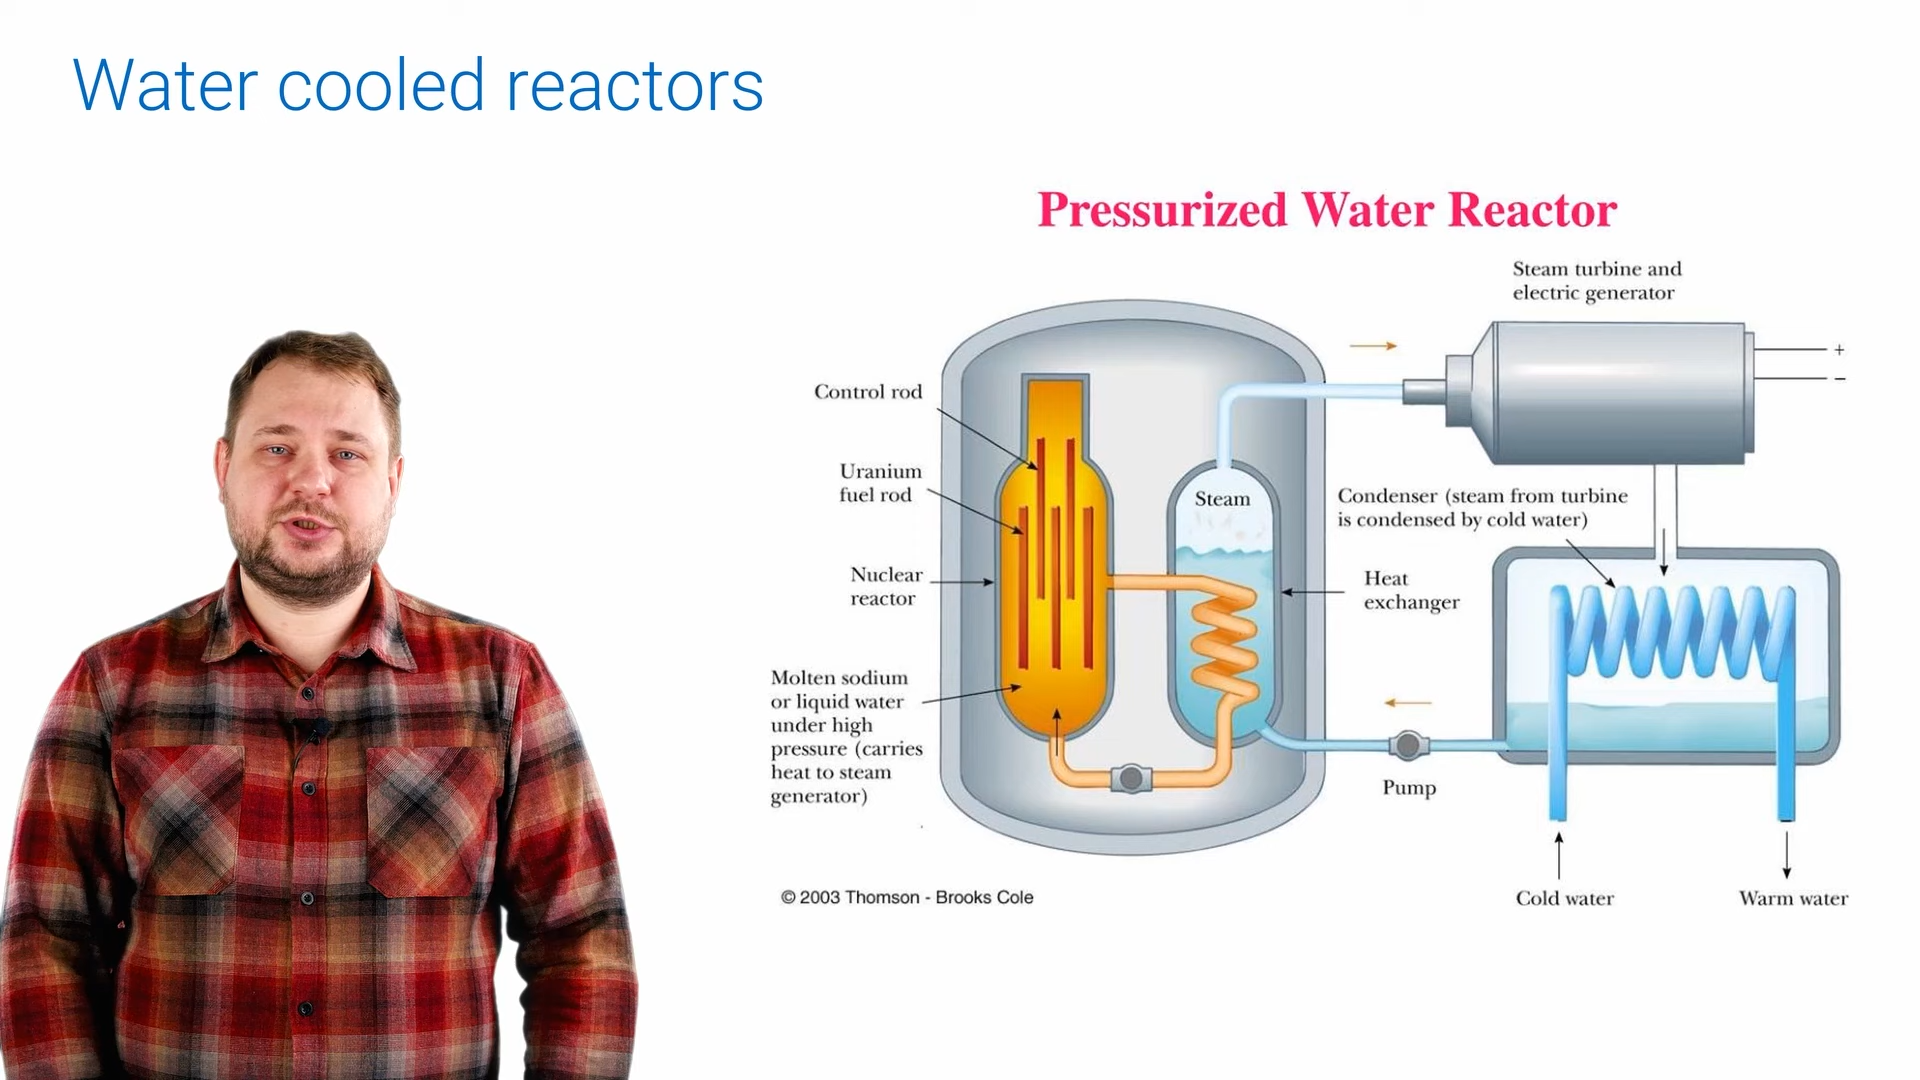 Water cooled reactors
Pressurized Water Reactor
Steam turbine and
electric generator
+
−
Control rod
Uranium
fuel rod
Nuclear
reactor
Molten sodium
or liquid water
under high
pressure (carries
heat to steam
generator)
Steam
Condenser (steam from turbine
is condensed by cold water)
Heat
exchanger
Pump
Cold water
Warm water
© 2003 Thomson - Brooks Cole